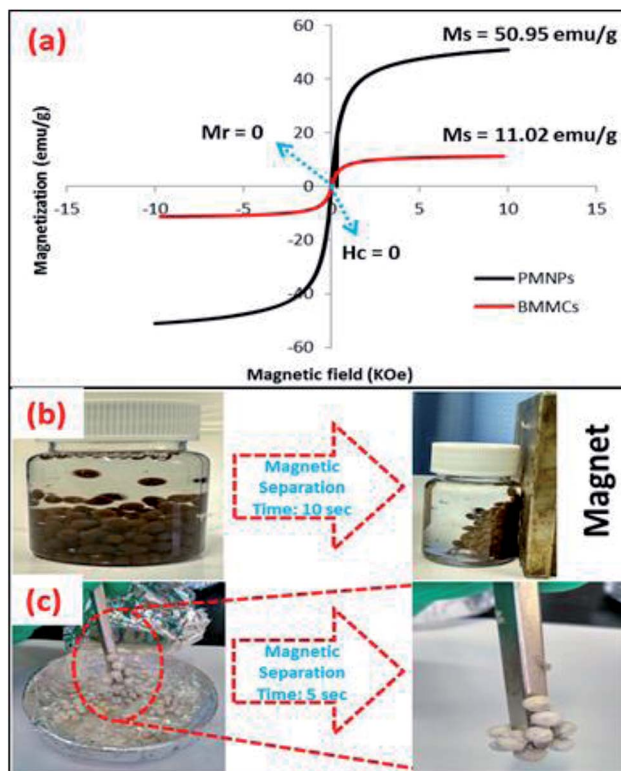 (a)
Ms = 50.95 emu/g
Ms = 11.02 emu/g
Mr = 0
Hc = 0
PMNPs
BMMCs
Magnetization (emu/g)
60
40
20
0
-20
-40
-60
-15
-10
-5
0
5
10
15
Magnetic field (KOe)
(b)
Magnetic
Separation
Time: 10 sec
Magnet
(c)
Magnetic
Separation
Time: 5 sec